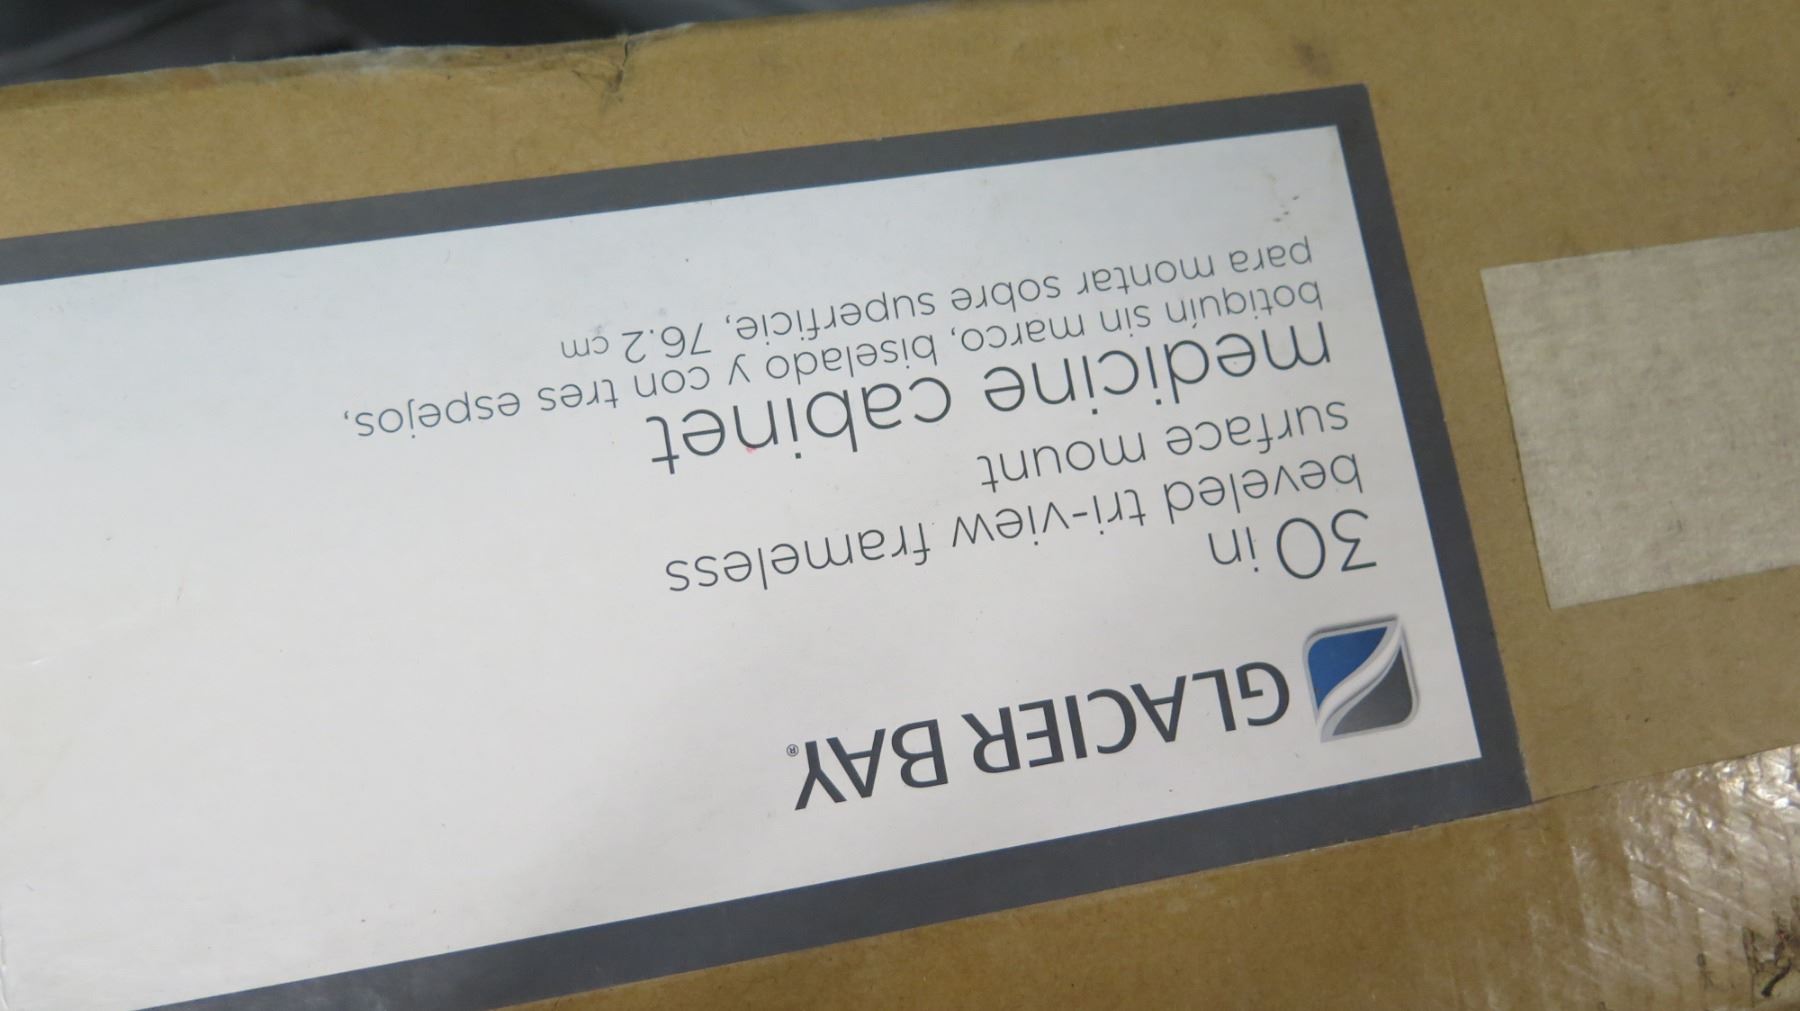 GLACIER BAY®
30 in
beveled tri-view frameless
surface mount
medicine cabinet
botiquín sin marco, biselado y con tres espejos,
para montar sobre superficie, 76.2 cm